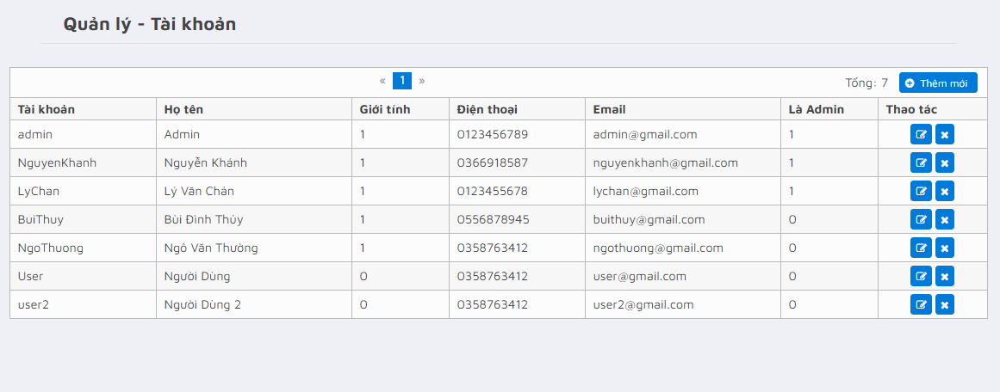 Quản lý - Tài khoản
« 1 » Tổng: 7 Thêm mới
Tài khoản Họ tên Giới tính Điện thoại Email Là Admin Thao tác
admin Admin 1 0123456789 admin@gmail.com 1
NguyenKhanh Nguyễn Khánh 1 0366918587 nguyenkhanh@gmail.com 1
LyChan Lý Văn Chản 1 0123455678 lychan@gmail.com 1
BuiThuy Bùi Đình Thủy 1 0556878945 buithuy@gmail.com 0
NgoThuong Ngô Văn Thường 1 0358763412 ngothuong@gmail.com 0
User Người Dùng 0 0358763412 user@gmail.com 0
user2 Người Dùng 2 0 0358763412 user2@gmail.com 0